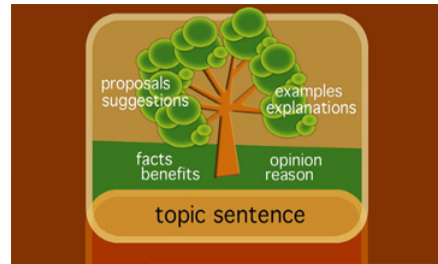 proposals
suggestions
examples
explanations
facts
benefits
opinion
reason
topic sentence